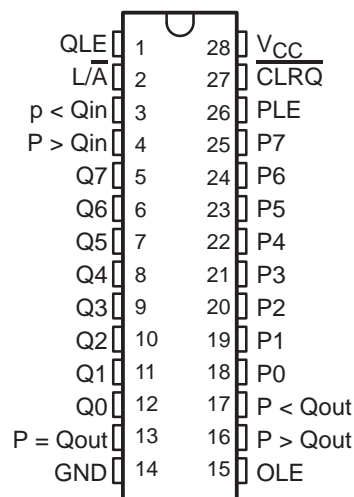 QLE 1 28 VCC
L/A̅ 2 27 C̅L̅R̅Q̅
p < Qin 3 26 PLE
P > Qin 4 25 P7
Q7 5 24 P6
Q6 6 23 P5
Q5 7 22 P4
Q4 8 21 P3
Q3 9 20 P2
Q2 10 19 P1
Q1 11 18 P0
Q0 12 17 P < Qout
P = Qout 13 16 P > Qout
GND 14 15 OLE